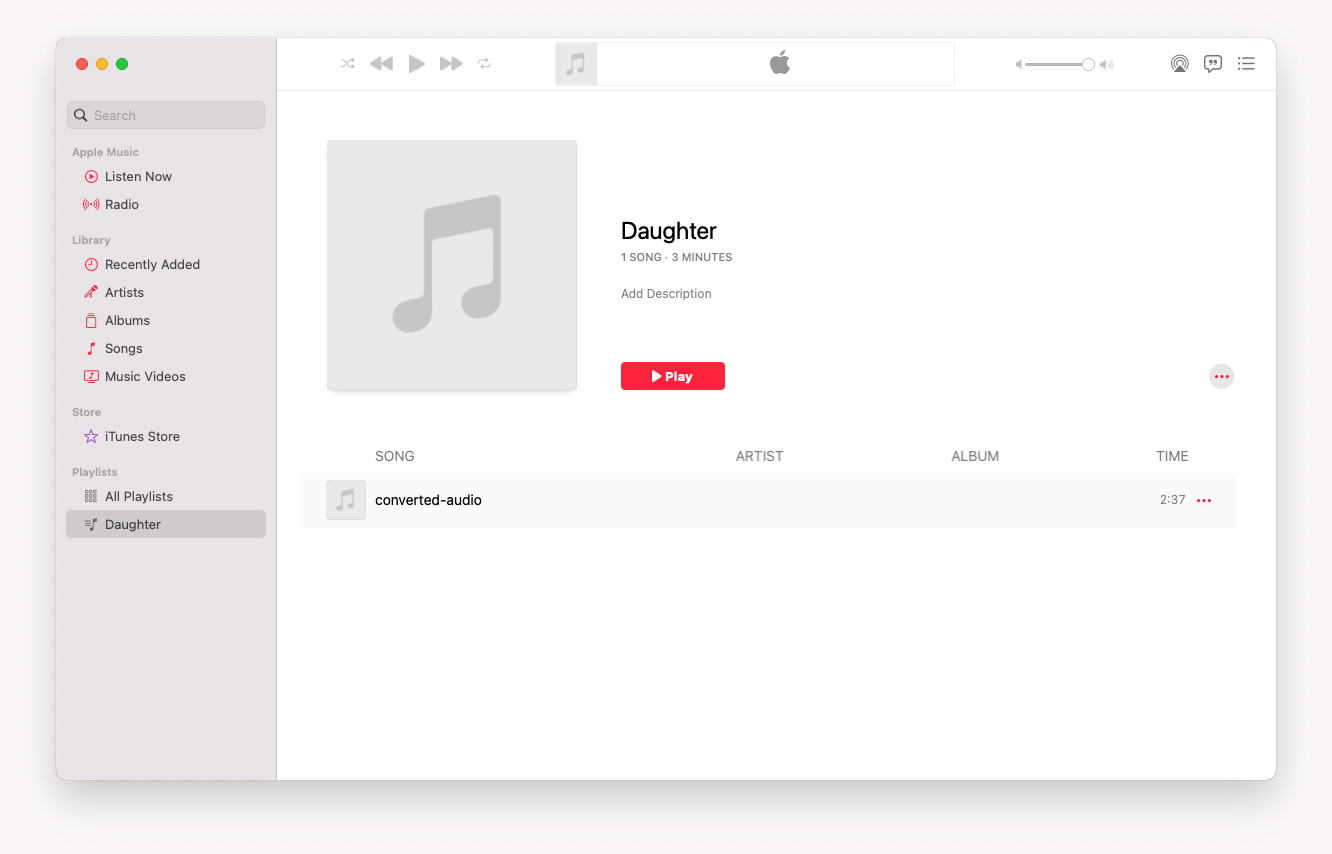 Search
Apple Music
Listen Now
Radio
Library
Recently Added
Artists
Albums
Songs
Music Videos
Store
iTunes Store
Playlists
All Playlists
Daughter
Daughter
1 SONG · 3 MINUTES
Add Description
Play
SONG ARTIST ALBUM TIME
converted-audio 2:37